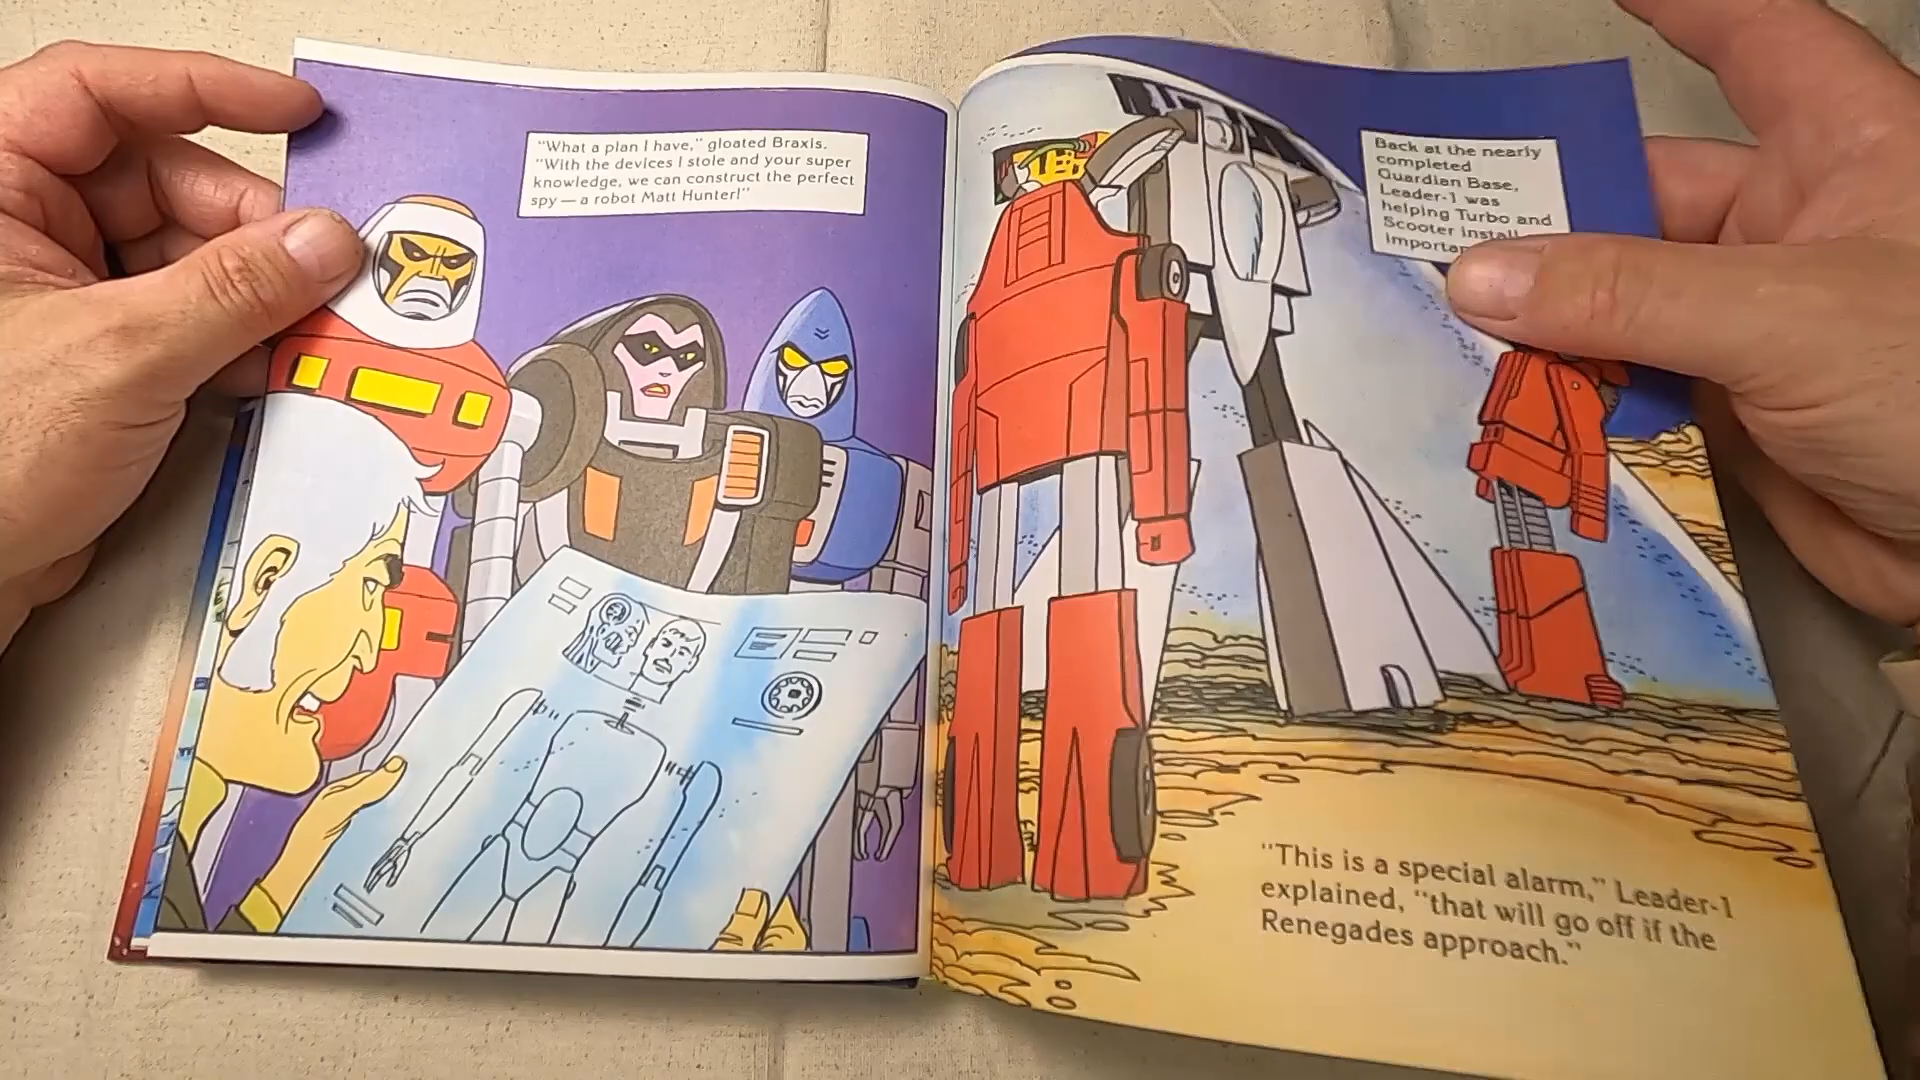 "What a plan I have," gloated Braxis.
"With the devices I stole and your super
knowledge, we can construct the perfect
spy — a robot Matt Hunter!"
Back at the nearly
completed
Guardian Base,
Leader-1 was
helping Turbo and
Scooter install
"This is a special alarm," Leader-1
explained, "that will go off if the
Renegades approach."